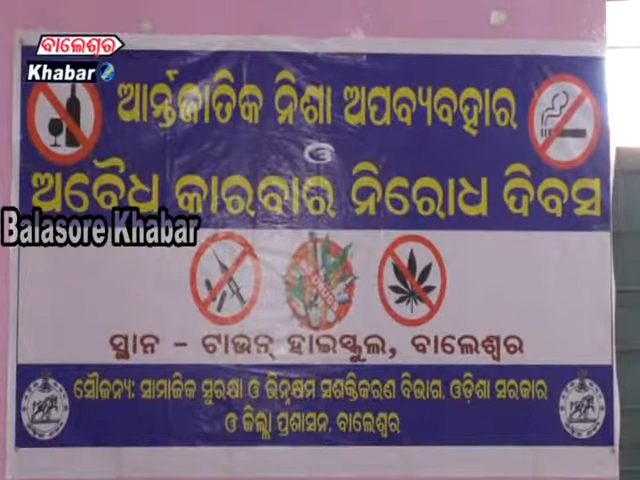 ବାଲେଶ୍ୱର
Khabar
ଆର୍ନ୍ତଜାତିକ ନିଶା ଅପବ୍ୟବହାର
ଓ
ଅବୈଧ କାରବାର ନିରୋଧ ଦିବସ
Balasore Khabar
DRUGS
ସ୍ଥାନ - ଟାଉନ୍ ହାଇସ୍କୁଲ, ବାଲେଶ୍ୱର
ସୌଜନ୍ୟ: ସାମାଜିକ ସୁରକ୍ଷା ଓ ଭିନ୍ନକ୍ଷମ ସଶକ୍ତିକରଣ ବିଭାଗ, ଓଡ଼ିଶା ସରକାର
ଓ ଜିଲ୍ଲା ପ୍ରଶାସନ, ବାଲେଶ୍ୱର